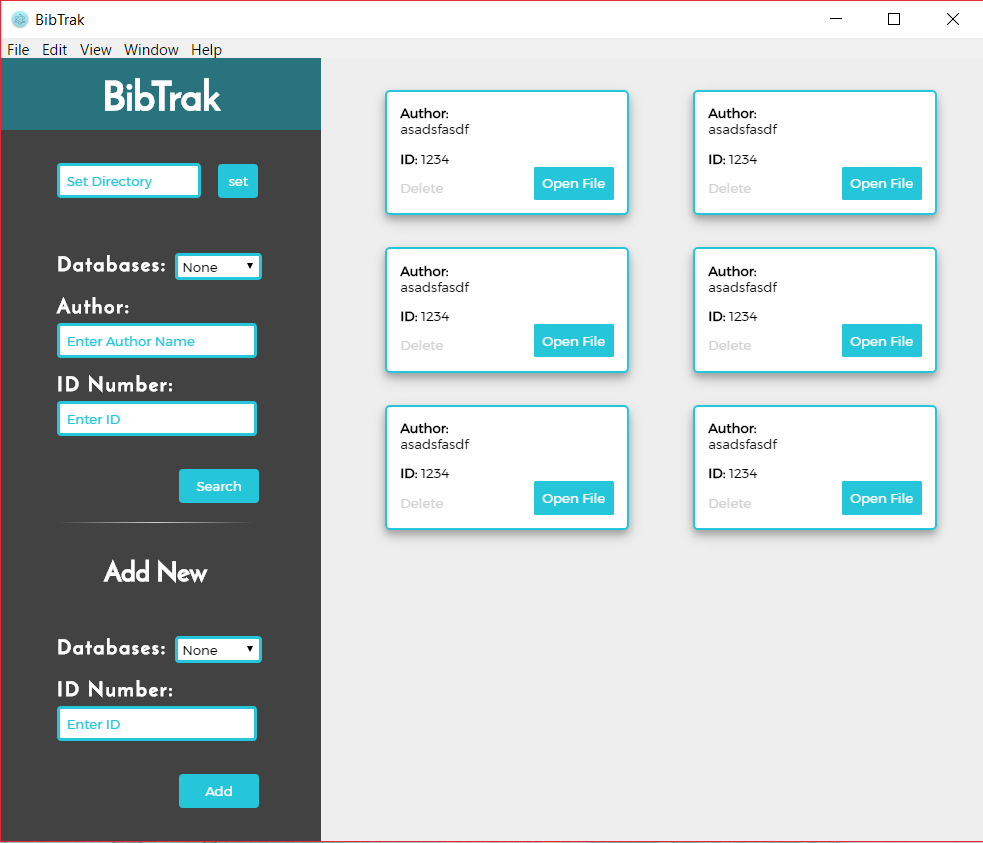 BibTrak
File Edit View Window Help
BibTrak
Set Directory
set
Databases:
None
Author:
Enter Author Name
ID Number:
Enter ID
Search
Add New
Databases:
None
ID Number:
Enter ID
Add
Author:
asadsfasdf
ID: 1234
Delete
Open File
Author:
asadsfasdf
ID: 1234
Delete
Open File
Author:
asadsfasdf
ID: 1234
Delete
Open File
Author:
asadsfasdf
ID: 1234
Delete
Open File
Author:
asadsfasdf
ID: 1234
Delete
Open File
Author:
asadsfasdf
ID: 1234
Delete
Open File